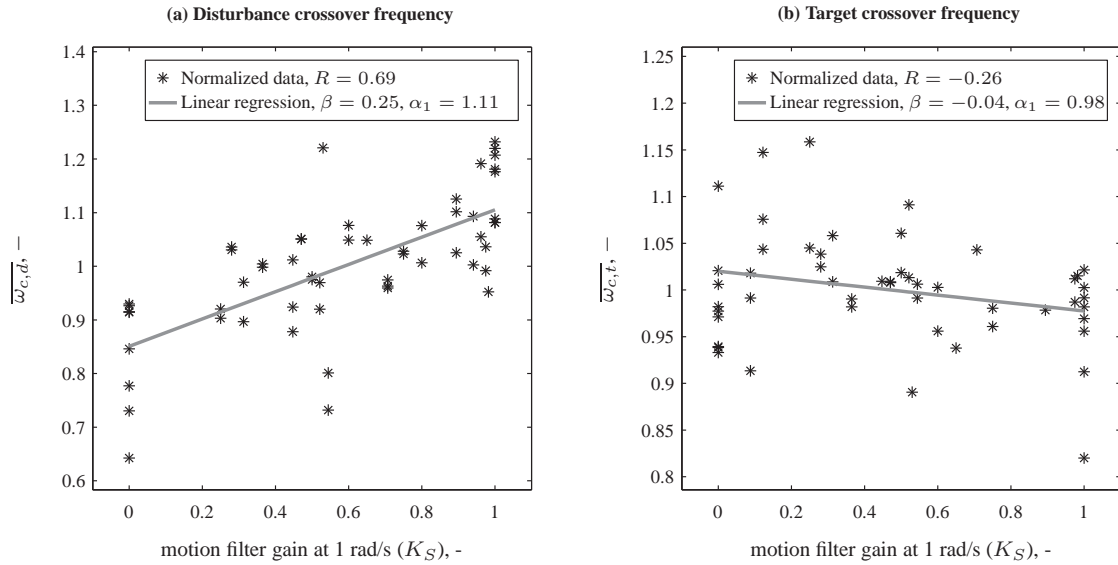 (a) Disturbance crossover frequency
1.4
1.3
1.2
1.1
1
0.9
0.8
0.7
0.6
Normalized data, R = 0.69
Linear regression, β = 0.25, α₁ = 1.11
ω̅c,d, −
0 0.2 0.4 0.6 0.8 1
motion filter gain at 1 rad/s (K_S), -
(b) Target crossover frequency
1.25
1.2
1.15
1.1
1.05
1
0.95
0.9
0.85
0.8
Normalized data, R = −0.26
Linear regression, β = −0.04, α₁ = 0.98
ω̅c,t, −
0 0.2 0.4 0.6 0.8 1
motion filter gain at 1 rad/s (K_S), -